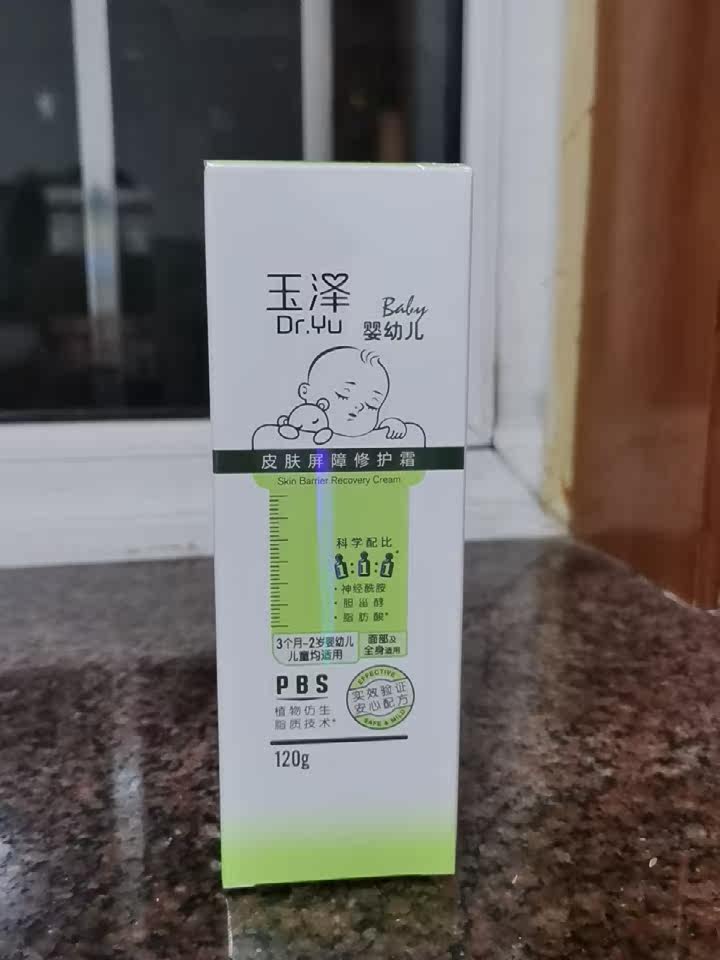 玉泽
Dr.Yu
Baby
婴幼儿
皮肤屏障修护霜
Skin Barrier Recovery Cream
科学配比
1:1:1*
·神经酰胺
·胆甾醇
·脂肪酸*
3个月~2岁婴幼儿
儿童均适用
面部及
全身适用
PBS
植物仿生
脂质技术*
EFFECTIVE
实效验证
安心配方
SAFE & MILD
120g